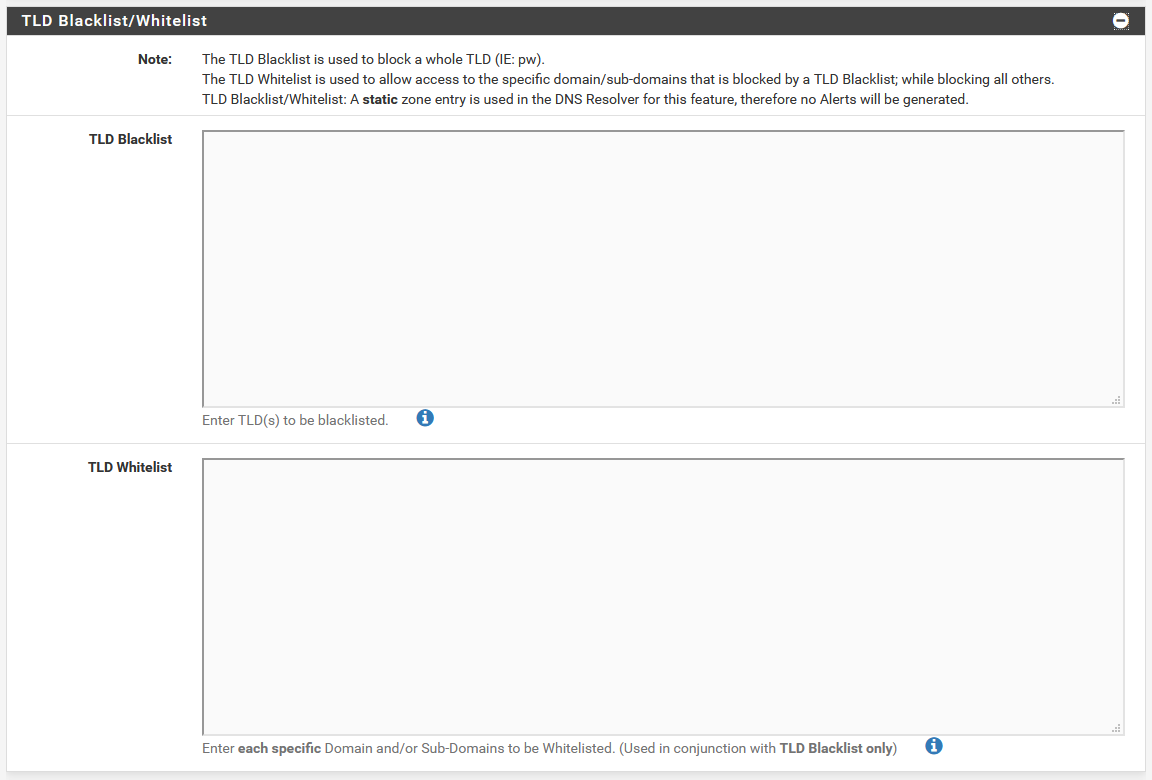 TLD Blacklist/Whitelist
Note:
The TLD Blacklist is used to block a whole TLD (IE: pw).
The TLD Whitelist is used to allow access to the specific domain/sub-domains that is blocked by a TLD Blacklist; while blocking all others.
TLD Blacklist/Whitelist: A static zone entry is used in the DNS Resolver for this feature, therefore no Alerts will be generated.
TLD Blacklist
Enter TLD(s) to be blacklisted.
TLD Whitelist
Enter each specific Domain and/or Sub-Domains to be Whitelisted. (Used in conjunction with TLD Blacklist only)